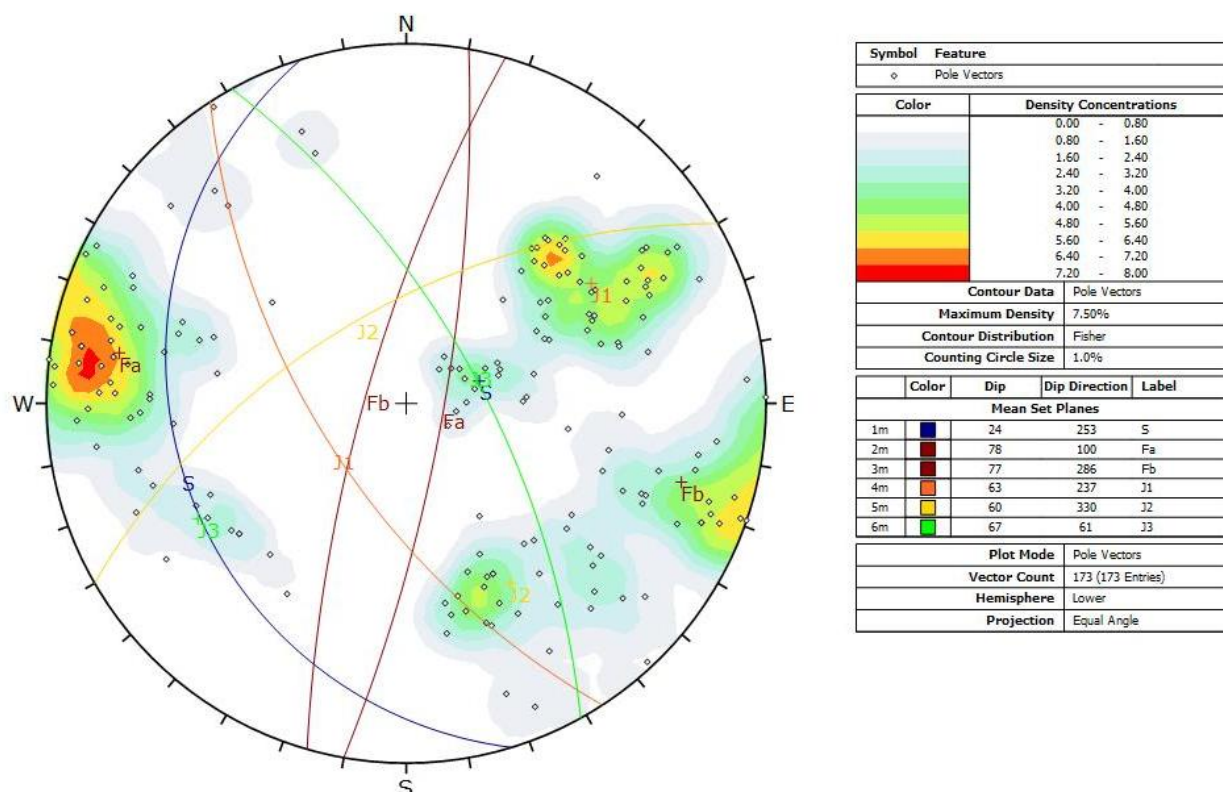 N
Symbol Feature
Pole Vectors
Color Density Concentrations
0.00 - 0.80
0.80 - 1.60
1.60 - 2.40
2.40 - 3.20
3.20 - 4.00
4.00 - 4.80
4.80 - 5.60
5.60 - 6.40
6.40 - 7.20
7.20 - 8.00
Contour Data Pole Vectors
Maximum Density 7.50%
Contour Distribution Fisher
Counting Circle Size 1.0%
Color Dip Dip Direction Label
Mean Set Planes
1m 24 253 S
2m 78 100 Fa
3m 77 286 Fb
4m 63 237 J1
5m 60 330 J2
6m 67 61 J3
Plot Mode Pole Vectors
Vector Count 173 (173 Entries)
Hemisphere Lower
Projection Equal Angle
J1
J2
Fa
J3
S
W
Fb
E
Fa
J1
S
Fb
J3
J2
S